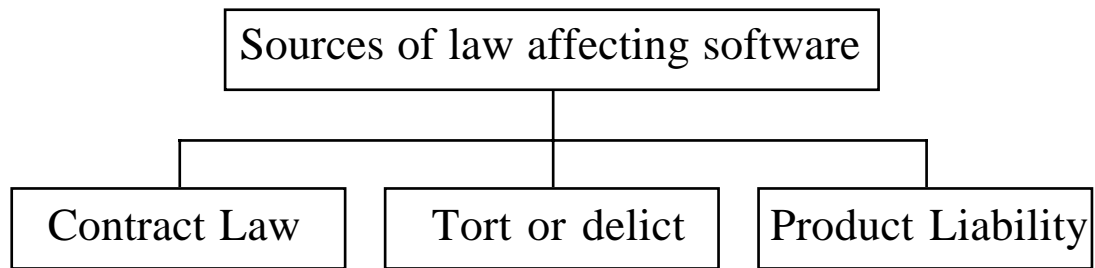 Sources of law affecting software
Contract Law
Tort or delict
Product Liability